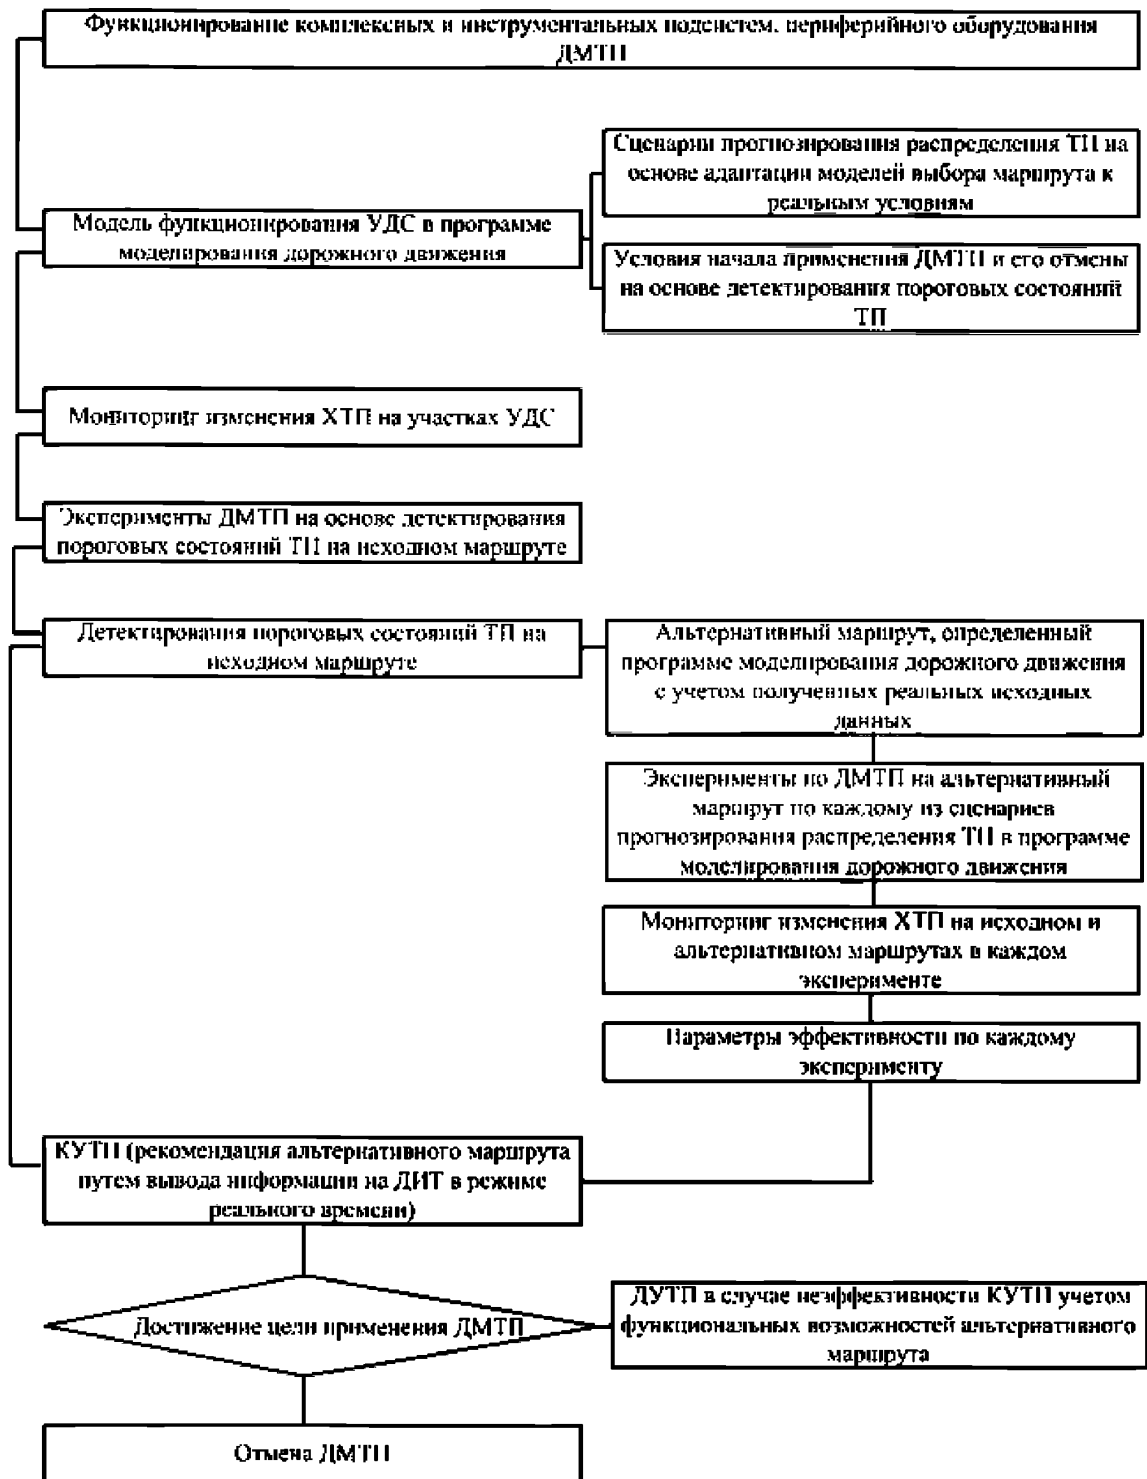 Функционирование комплексных и инструментальных подсистем, периферийного оборудования
ДМТП
Сценарии прогнозирования распределения ТП на
основе адаптации моделей выбора маршрута к
реальным условиям
Модель функционирования УДС в программе
моделирования дорожного движения
Условия начала применения ДМТП и его отмены
на основе детектирования пороговых состояний
ТП
Мониторинг изменения ХТП на участках УДС
Эксперименты ДМТП на основе детектирования
пороговых состояний ТП на исходном маршруте
Детектирования пороговых состояний ТП на
исходном маршруте
Альтернативный маршрут, определенный
программе моделирования дорожного движения
с учетом полученных реальных исходных
данных
Эксперименты по ДМТП на альтернативный
маршрут по каждому из сценариев
прогнозирования распределения ТП в программе
моделирования дорожного движения
Мониторинг изменения ХТП на исходном и
альтернативном маршрутах в каждом
эксперименте
Параметры эффективности по каждому
эксперименту
КУТП (рекомендация альтернативного маршрута
путем вывода информации на ДИТ в режиме
реального времени)
Достижение цели применения ДМТП
ДУТП в случае неэффективности КУТП учетом
функциональных возможностей альтернативного
маршрута
Отмена ДМТП